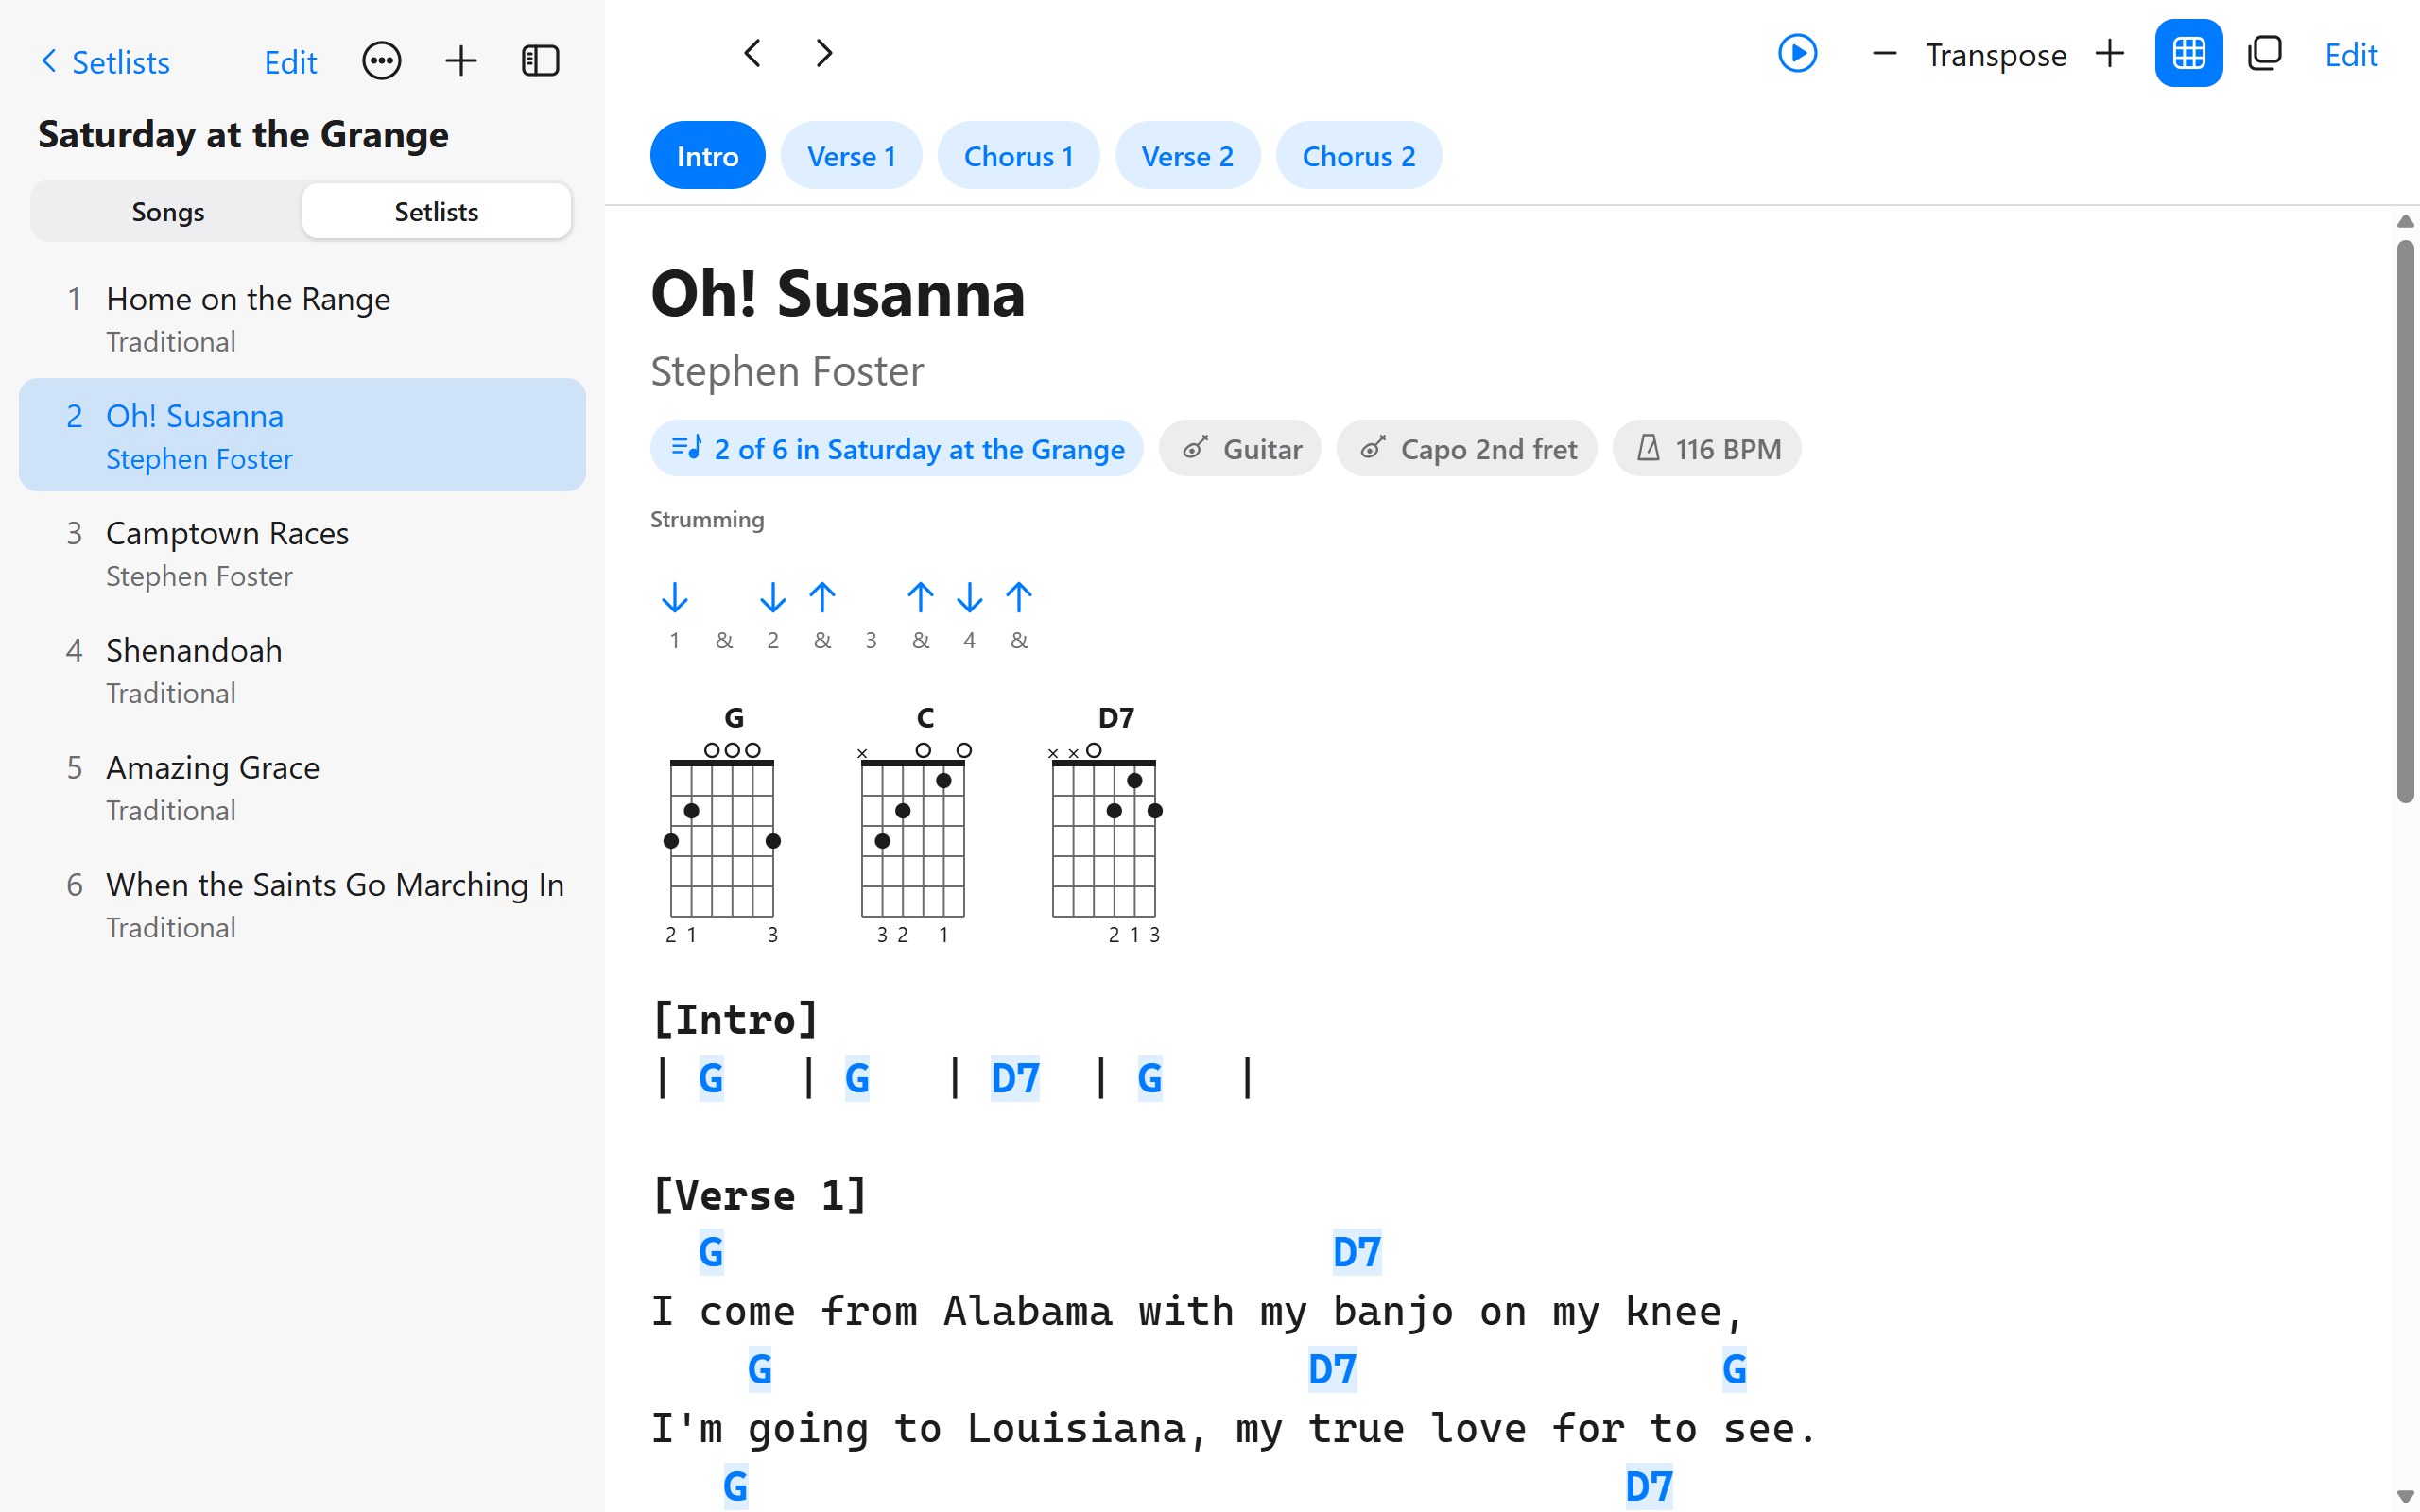 Setlists Edit
Saturday at the Grange
Songs Setlists
1 Home on the Range
Traditional
2 Oh! Susanna
Stephen Foster
3 Camptown Races
Stephen Foster
4 Shenandoah
Traditional
5 Amazing Grace
Traditional
6 When the Saints Go Marching In
Traditional
− Transpose + Edit
Intro Verse 1 Chorus 1 Verse 2 Chorus 2
Oh! Susanna
Stephen Foster
2 of 6 in Saturday at the Grange Guitar Capo 2nd fret 116 BPM
Strumming
↓ ↓ ↑ ↑ ↓ ↑
1 & 2 & 3 & 4 &
G C D7
× × ×
2 1 3 3 2 1 2 1 3
[Intro]
| G | G | D7 | G |
[Verse 1]
G D7
I come from Alabama with my banjo on my knee,
G D7 G
I'm going to Louisiana, my true love for to see.
G D7